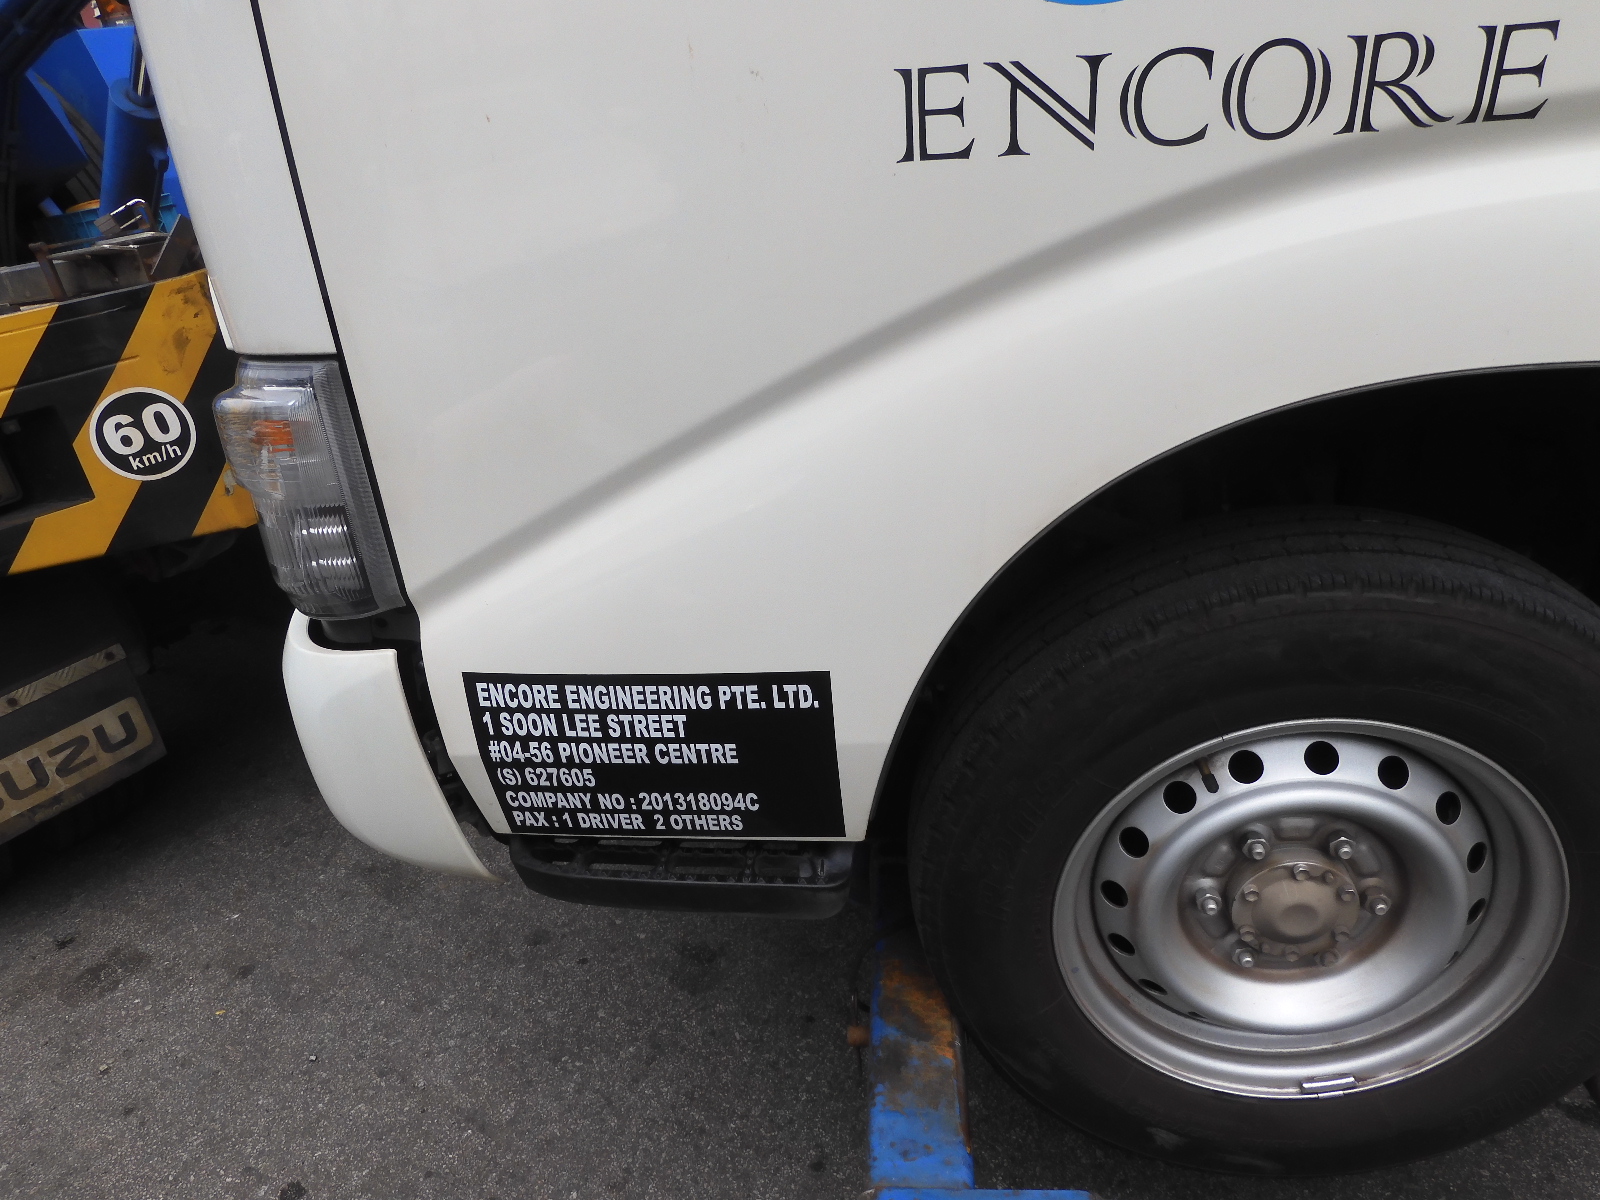 ENCORE
60
km/h
ENCORE ENGINEERING PTE. LTD.
1 SOON LEE STREET
#04-56 PIONEER CENTRE
(S) 627605
COMPANY NO : 201318094C
PAX : 1 DRIVER 2 OTHERS
SUZU